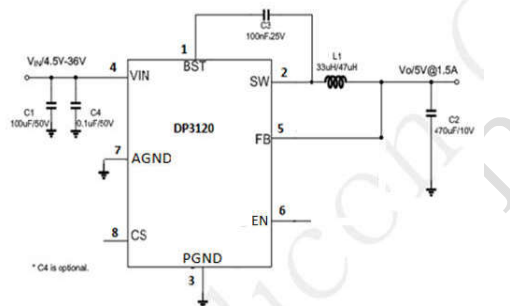 C3
100nF,25V
1
BST
VIN/4.5V-36V
4
VIN
SW
2
L1
33uH/47uH
Vo/5V@1.5A
C1
100uF/50V
C4
0.1uF/50V
DP3120
FB
5
C2
470uF/10V
7
AGND
EN
6
8
CS
PGND
3
* C4 is optional.